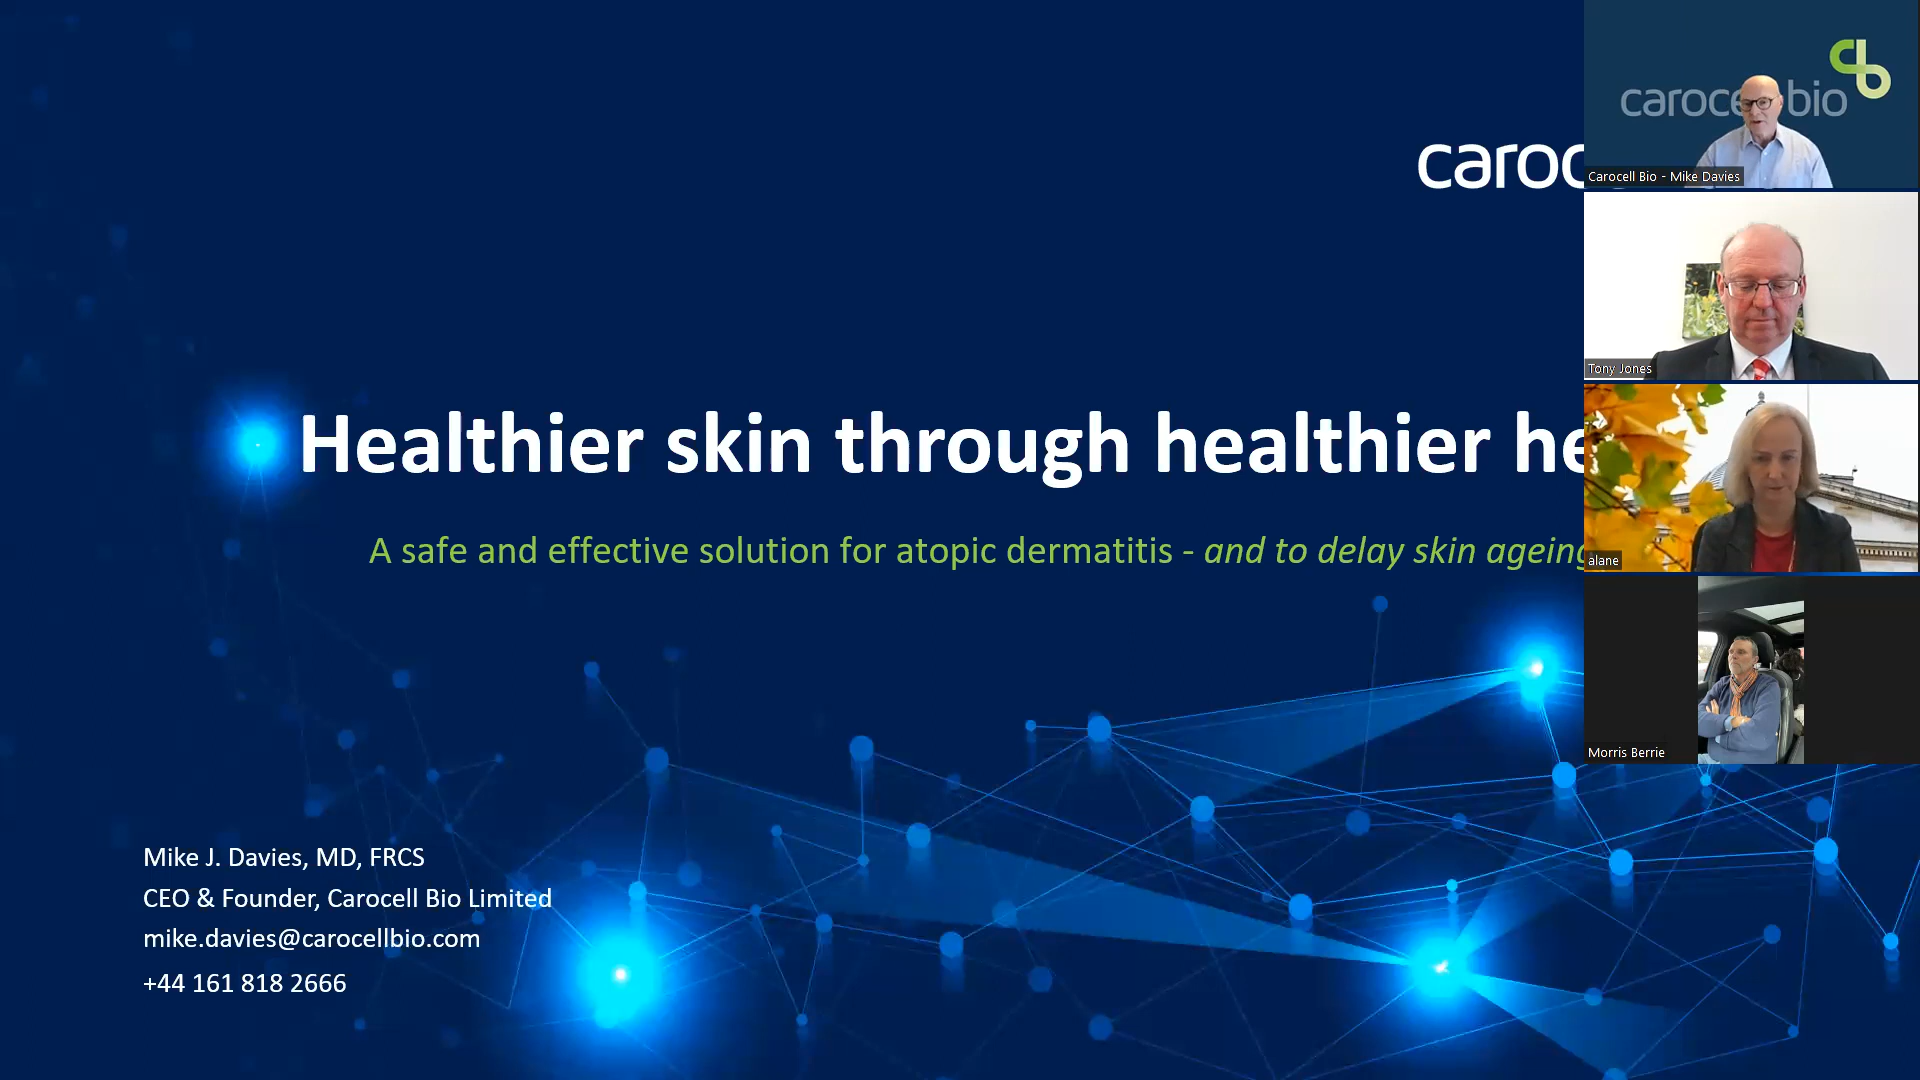 caroc
Healthier skin through healthier he
A safe and effective solution for atopic dermatitis - and to delay skin ageing
Mike J. Davies, MD, FRCS
CEO & Founder, Carocell Bio Limited
mike.davies@carocellbio.com
+44 161 818 2666
caroce bio
Carocell Bio - Mike Davies
Tony Jones
alane
Morris Berrie